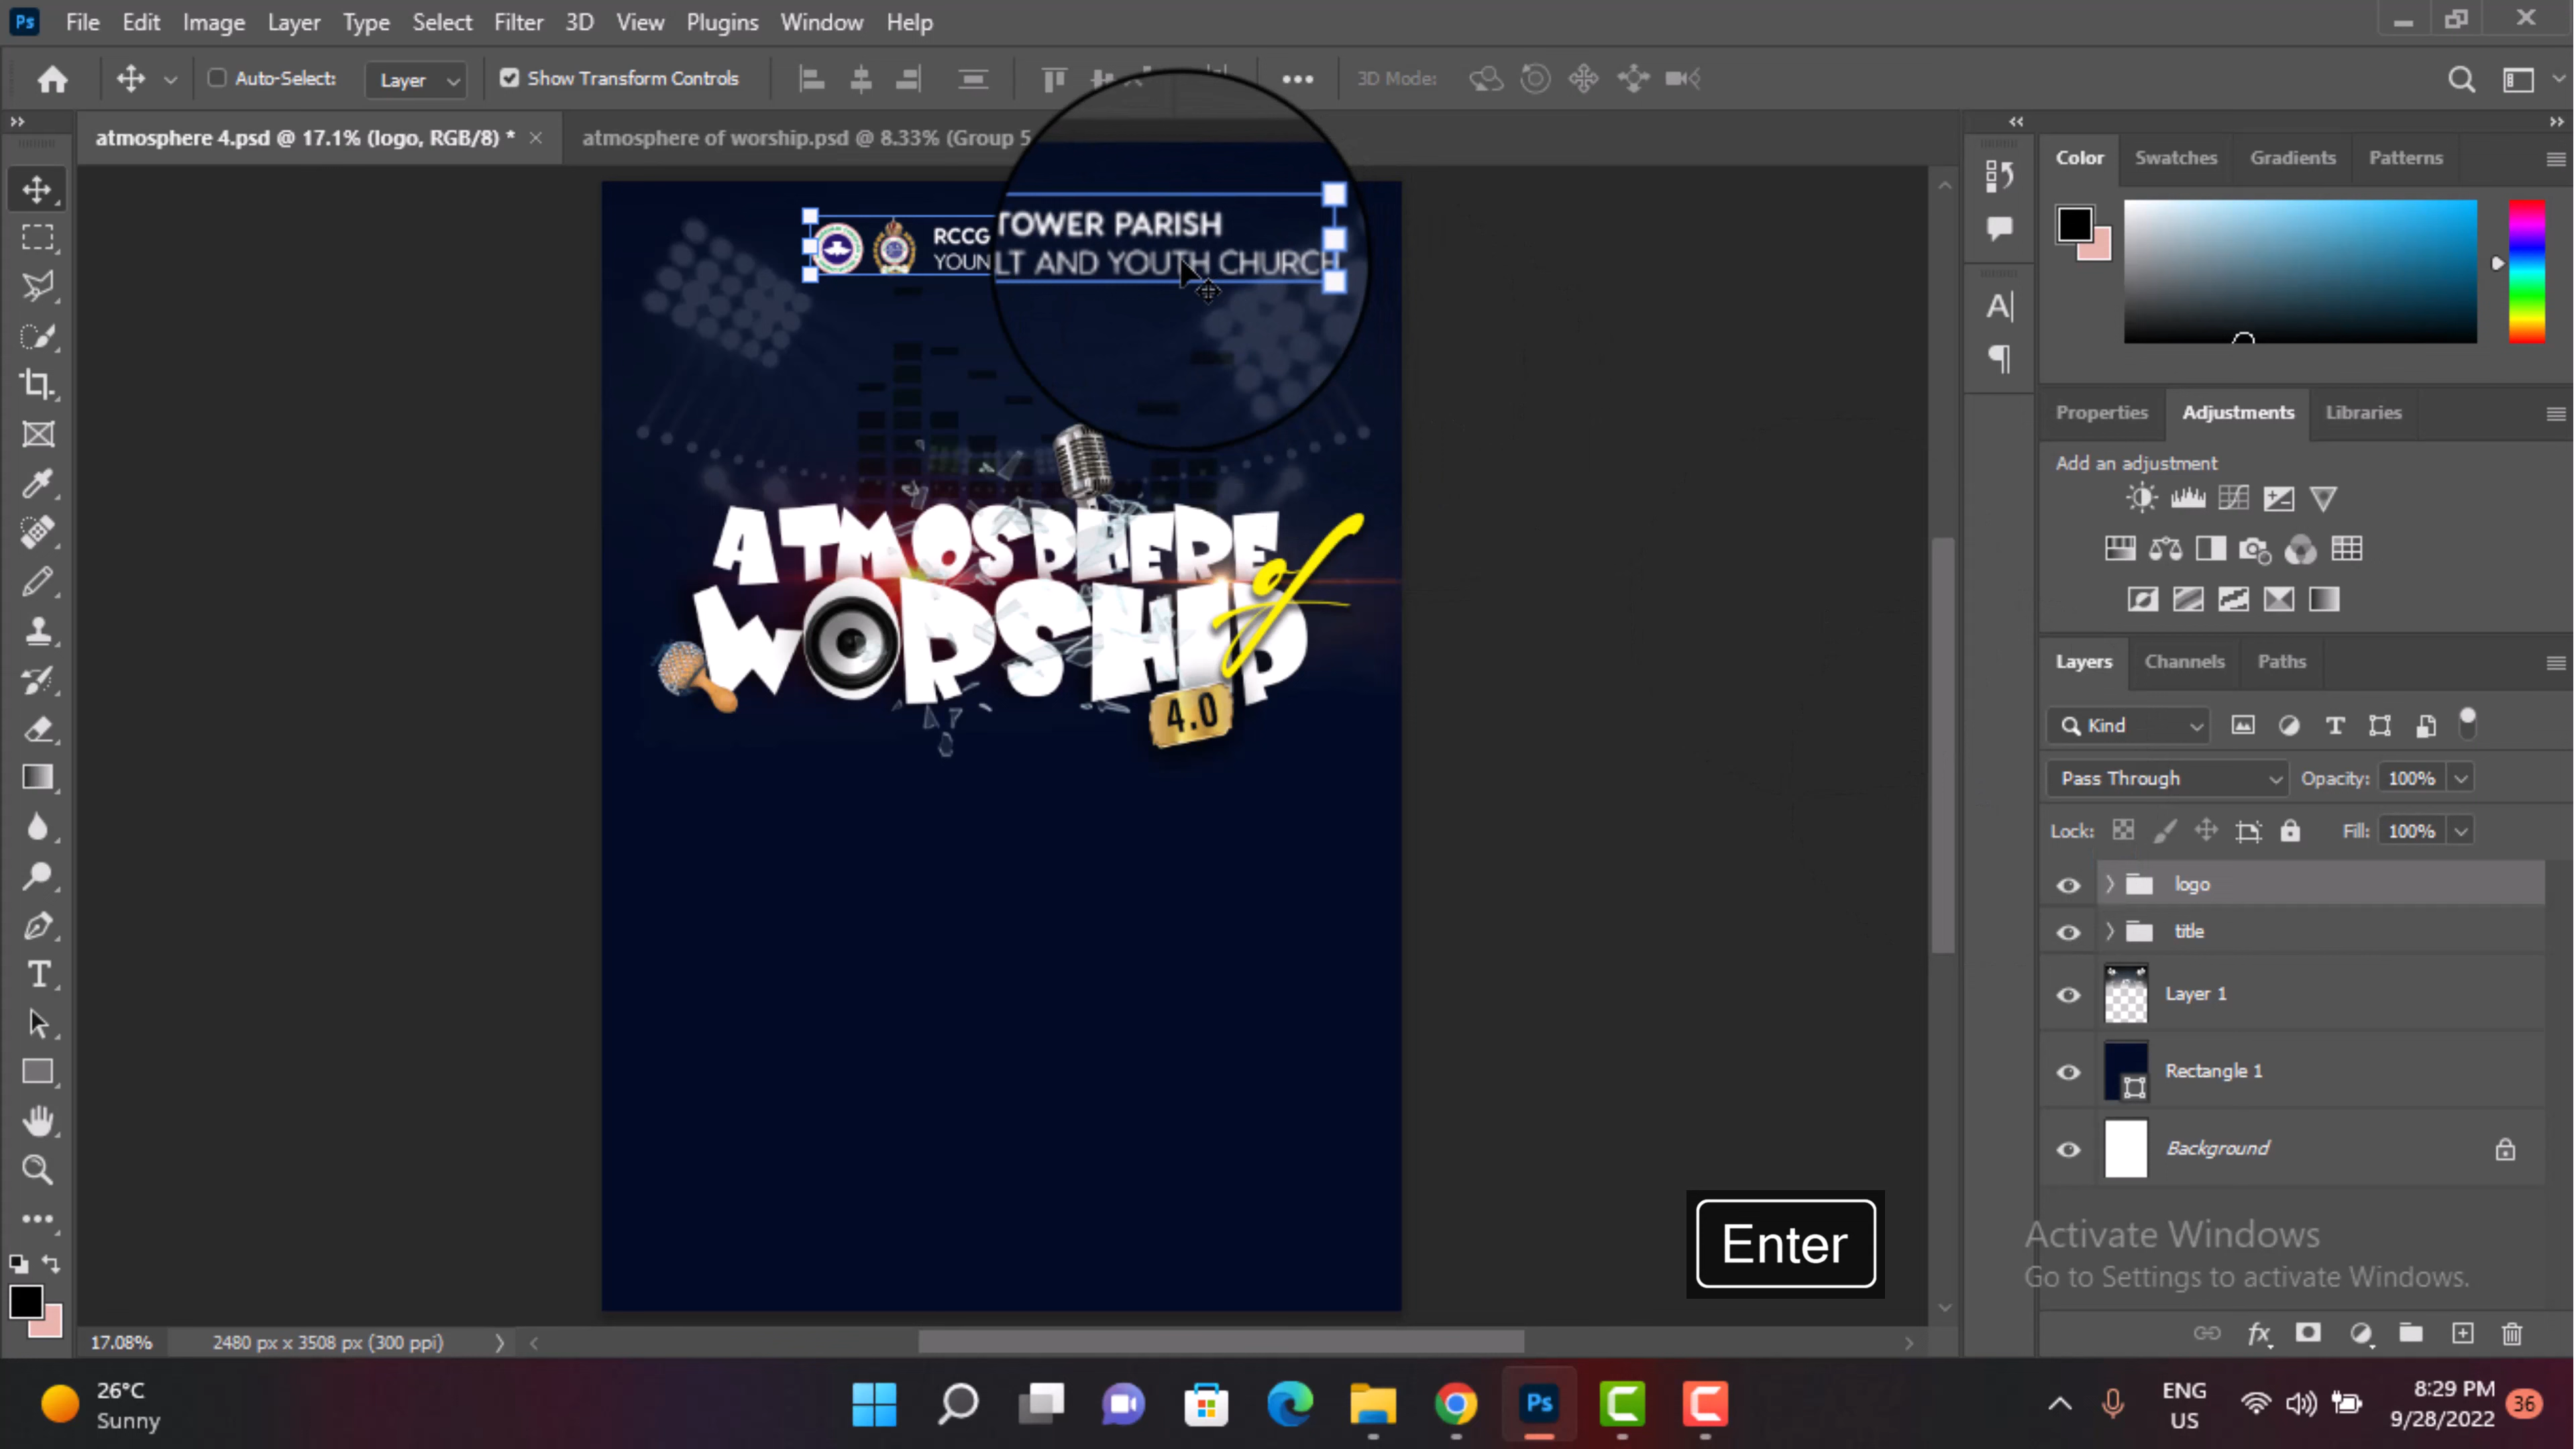 Ps File Edit Image Layer Type Select Filter 3D View Plugins Window Help
Auto-Select: Layer Show Transform Controls 3D Mode:
atmosphere 4.psd @ 17.1% (logo, RGB/8) * × atmosphere of worship.psd @ 8.33% (Group 5
Color Swatches Gradients Patterns
RCCG TOWER PARISH
YOUN LT AND YOUTH CHURCH
ATMOSPHERE
of
WORSHIP
4.0
Properties Adjustments Libraries
Add an adjustment
Layers Channels Paths
Kind
Pass Through Opacity: 100%
Lock: Fill: 100%
logo
title
Layer 1
Rectangle 1
Background
Enter
Activate Windows
Go to Settings to activate Windows.
17.08% 2480 px x 3508 px (300 ppi)
26°C
Sunny
Ps
ENG
US
8:29 PM
9/28/2022
36